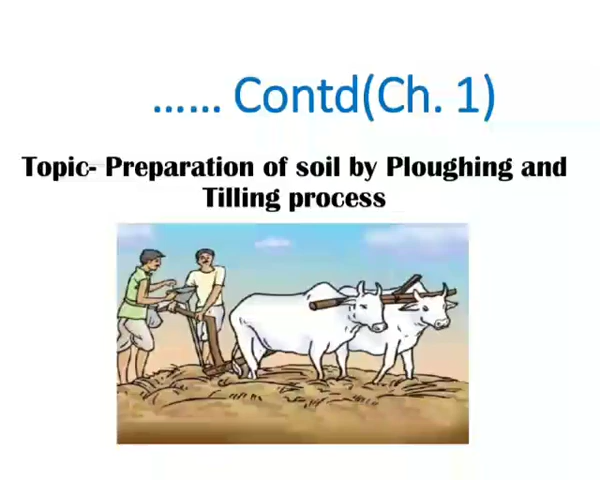 ...... Contd(Ch. 1)
Topic- Preparation of soil by Ploughing and
Tilling process